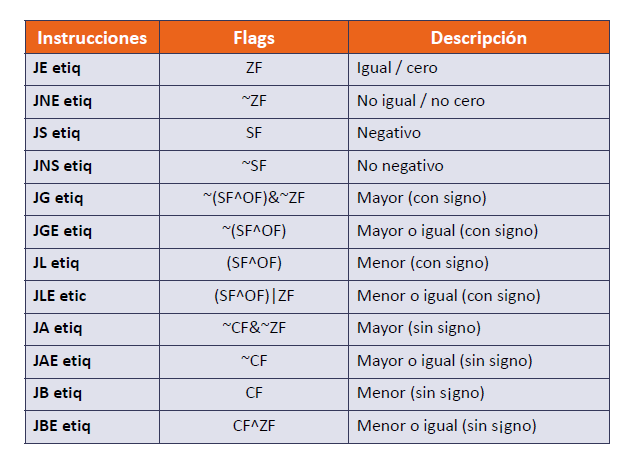 Instrucciones Flags Descripción
JE etiq ZF Igual / cero
JNE etiq ~ZF No igual / no cero
JS etiq SF Negativo
JNS etiq ~SF No negativo
JG etiq ~(SF^OF)&~ZF Mayor (con signo)
JGE etiq ~(SF^OF) Mayor o igual (con signo)
JL etiq (SF^OF) Menor (con signo)
JLE etic (SF^OF)|ZF Menor o igual (con signo)
JA etiq ~CF&~ZF Mayor (sin signo)
JAE etiq ~CF Mayor o igual (sin signo)
JB etiq CF Menor (sin s¡gno)
JBE etiq CF^ZF Menor o igual (sin s¡gno)